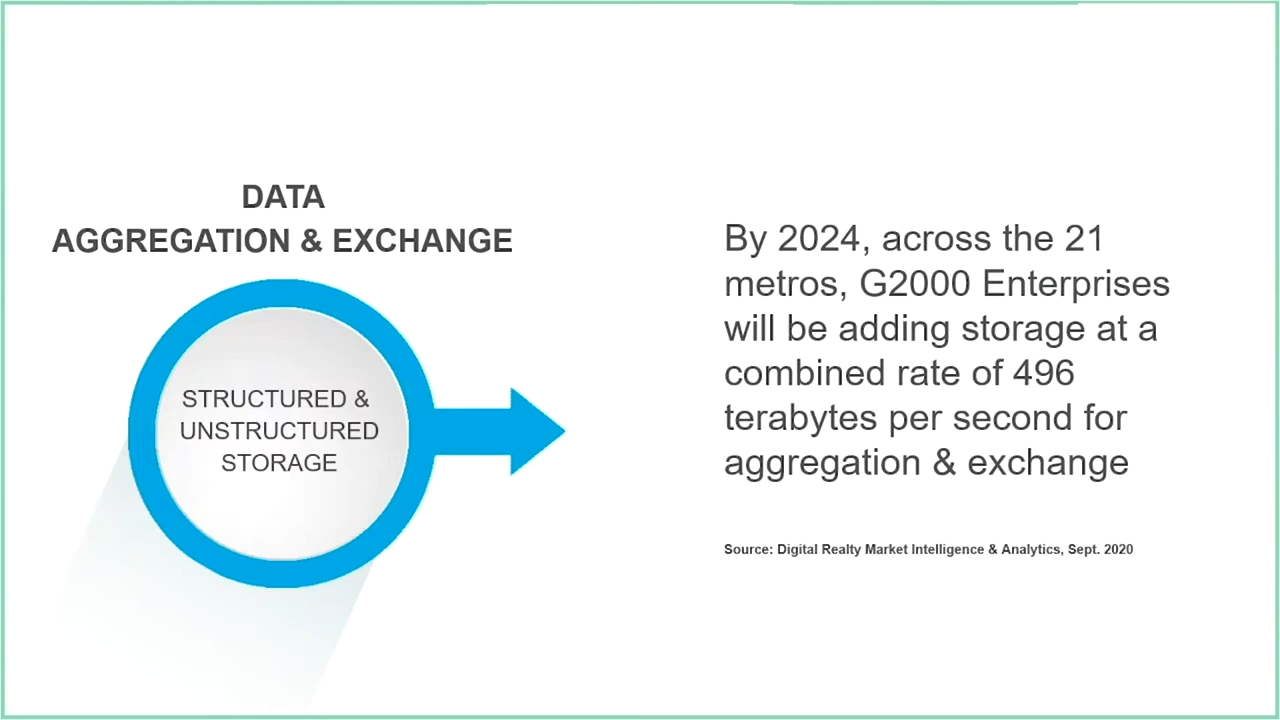 DATA
AGGREGATION & EXCHANGE
STRUCTURED &
UNSTRUCTURED
STORAGE
By 2024, across the 21
metros, G2000 Enterprises
will be adding storage at a
combined rate of 496
terabytes per second for
aggregation & exchange
Source: Digital Realty Market Intelligence & Analytics, Sept. 2020